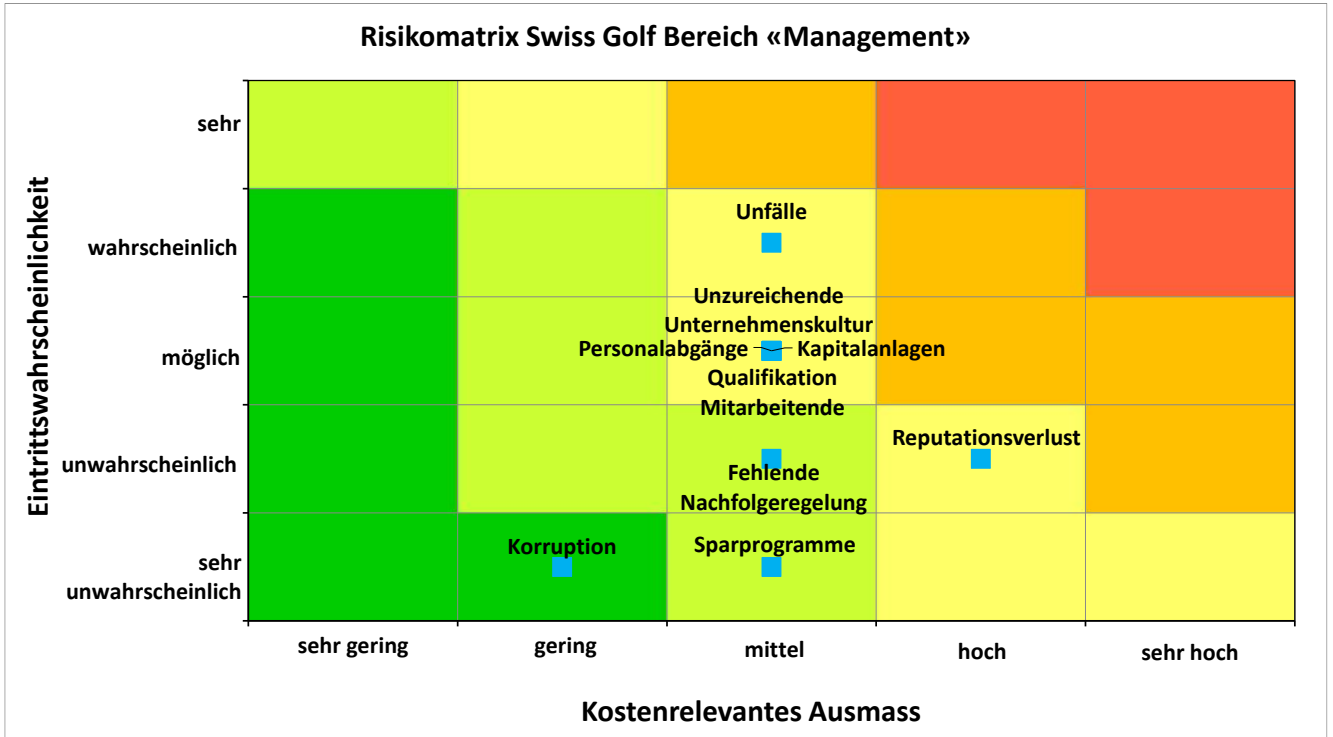 Risikomatrix Swiss Golf Bereich «Management»
Eintrittswahrscheinlichkeit
sehr
wahrscheinlich
möglich
unwahrscheinlich
sehr
unwahrscheinlich
Unfälle
Unzureichende
Unternehmenskultur
Personalabgänge
Kapitalanlagen
Qualifikation
Mitarbeitende
Reputationsverlust
Fehlende
Nachfolgeregelung
Korruption
Sparprogramme
sehr gering
gering
mittel
hoch
sehr hoch
Kostenrelevantes Ausmass